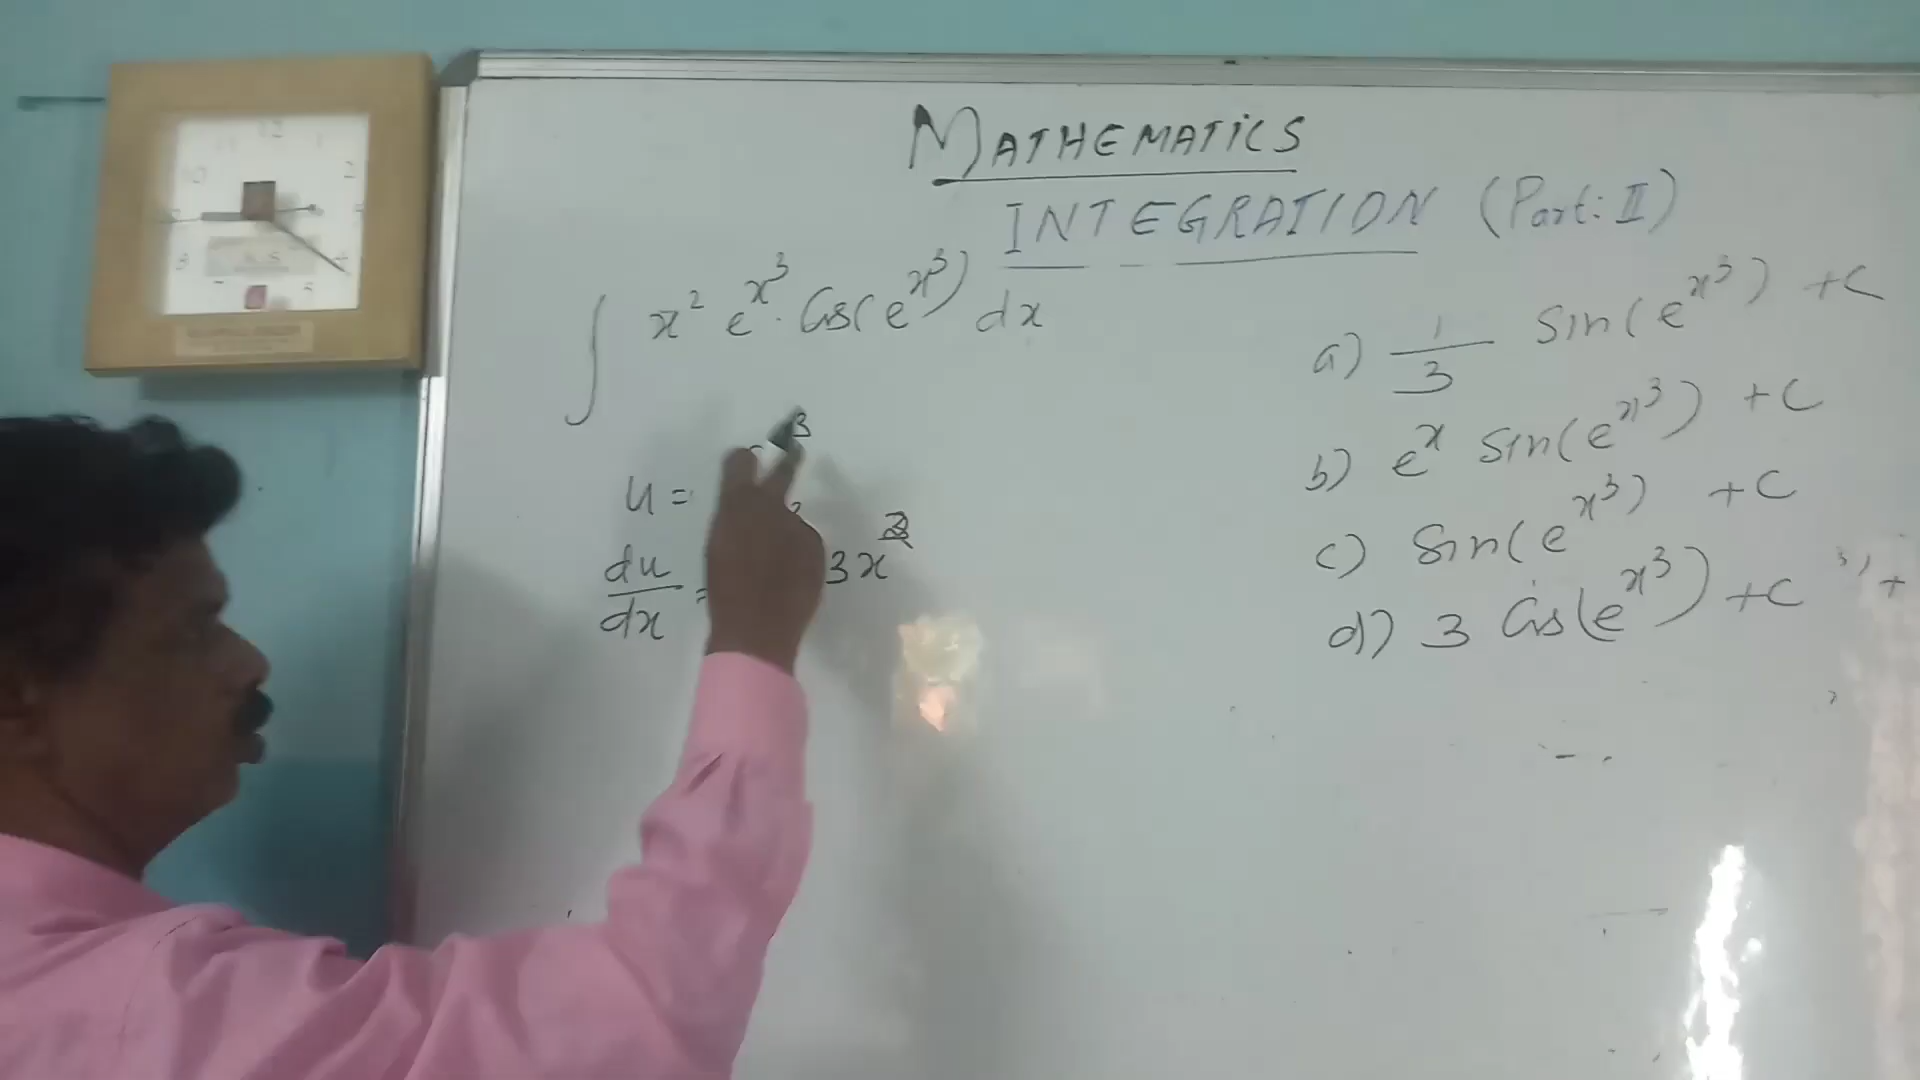 MATHEMATICS
INTEGRATION (Part: II)
∫ x² e^x³ · Cos(e^x³) dx
u =
du/dx = 3x²
a) 1/3 Sin(e^x³) + C
b) e^x Sin(e^x³) + C
c) Sin(e^x³) + C
d) 3 Cos(e^x³) + C